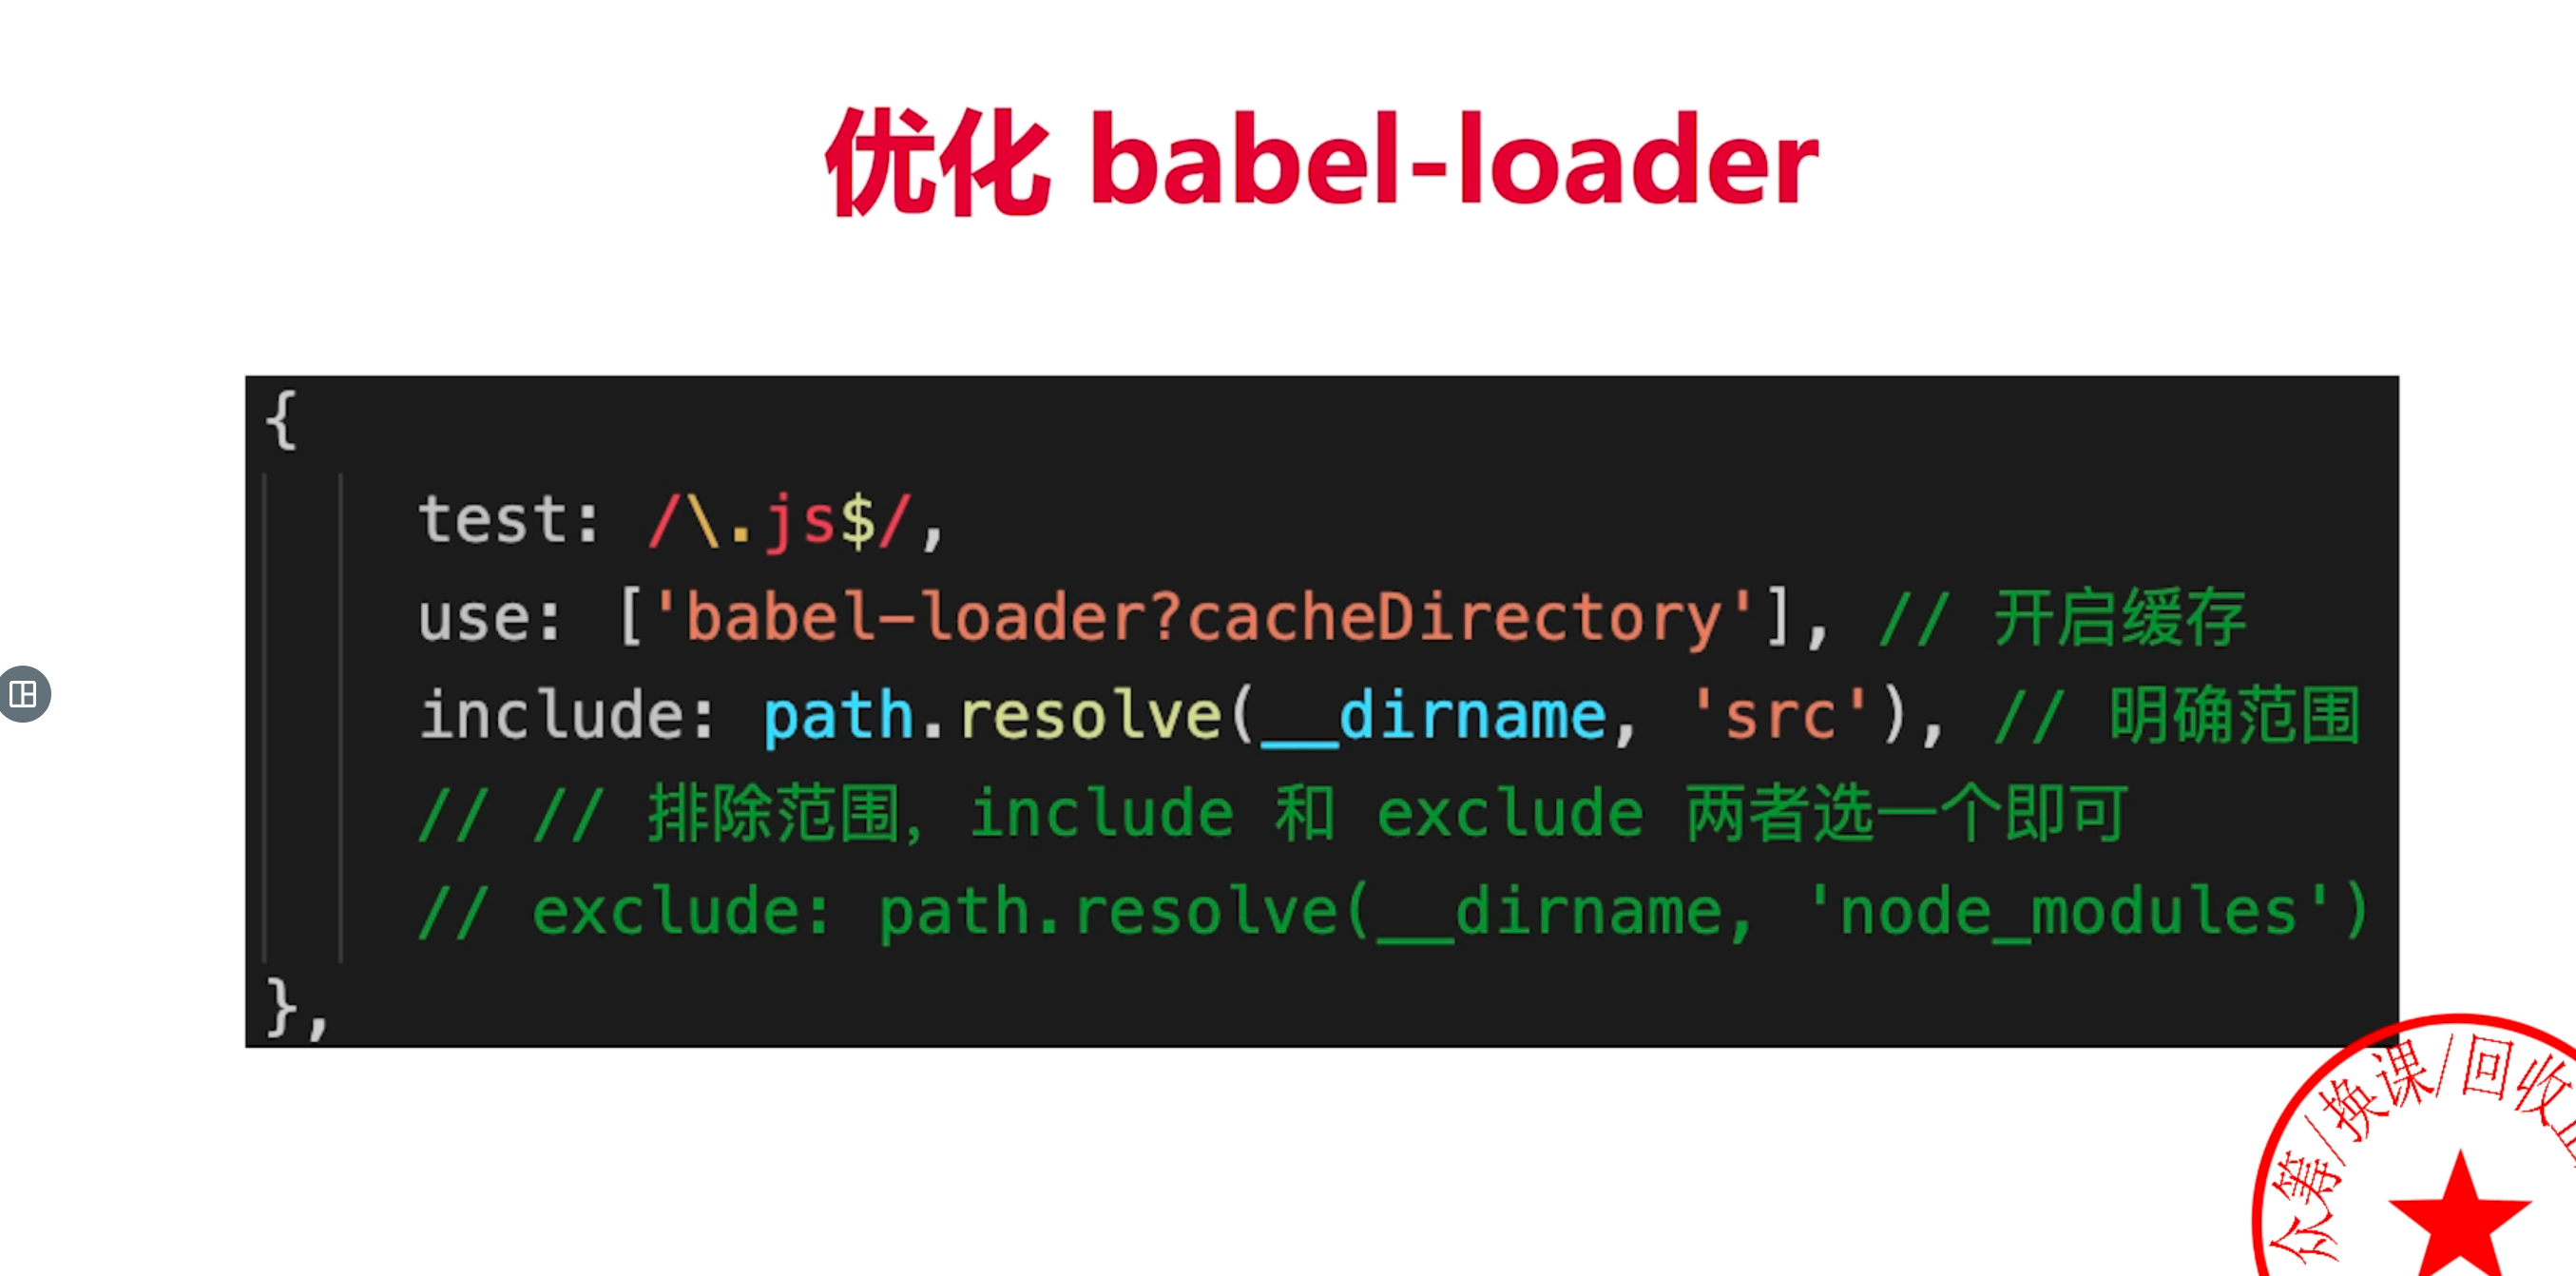 优化 babel-loader
{
test: /\.js$/,
use: ['babel-loader?cacheDirectory'], // 开启缓存
include: path.resolve(__dirname, 'src'), // 明确范围
// // 排除范围，include 和 exclude 两者选一个即可
// exclude: path.resolve(__dirname, 'node_modules')
},
众筹/换课/回收